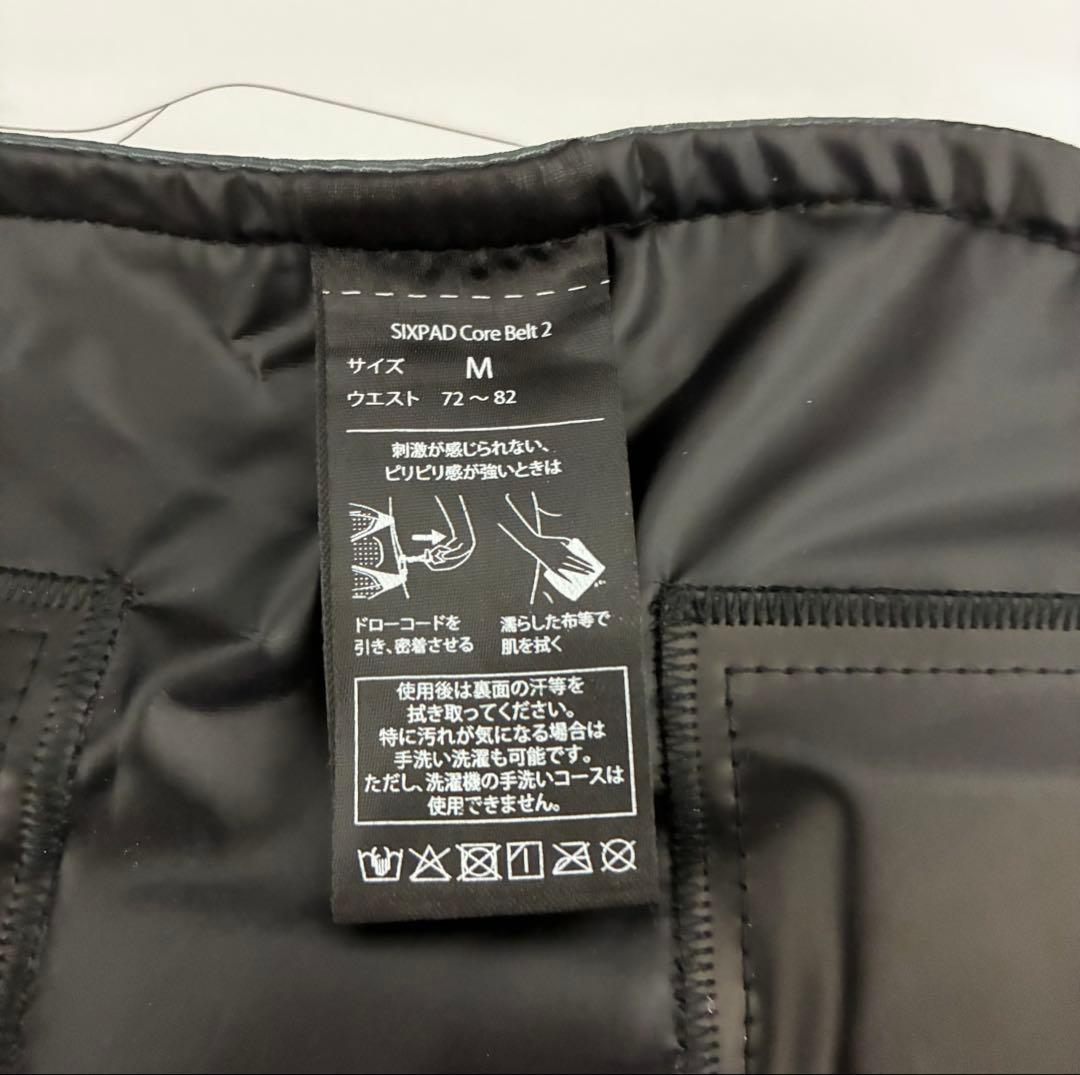 SIXPAD Core Belt 2
サイズ M
ウエスト 72～82
刺激が感じられない、
ピリピリ感が強いときは
ドローコードを
引き、密着させる
濡らした布等で
肌を拭く
使用後は裏面の汗等を
拭き取ってください。
特に汚れが気になる場合は
手洗い洗濯も可能です。
ただし、洗濯機の手洗いコースは
使用できません。